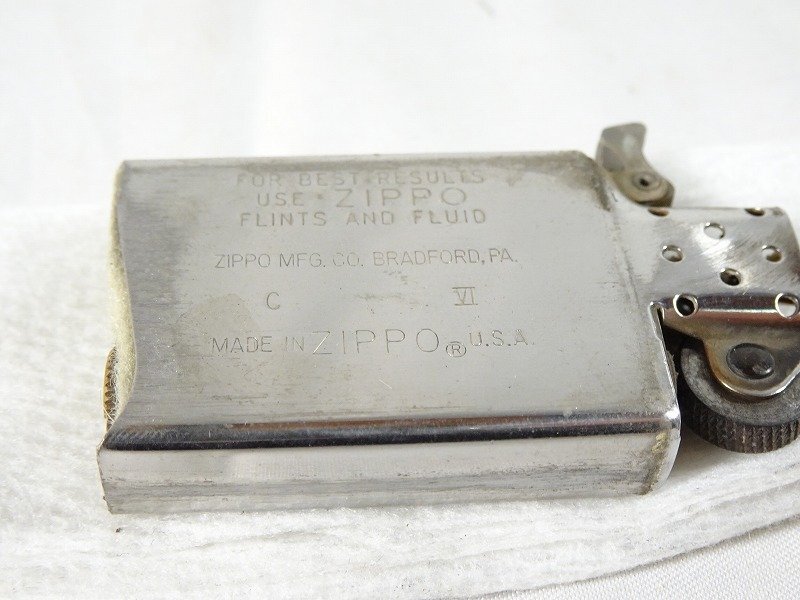 FOR BEST RESULTS
USE ZIPPO
FLINTS AND FLUID
ZIPPO MFG. CO. BRADFORD, PA.
C VI
MADE IN ZIPPO® U.S.A.